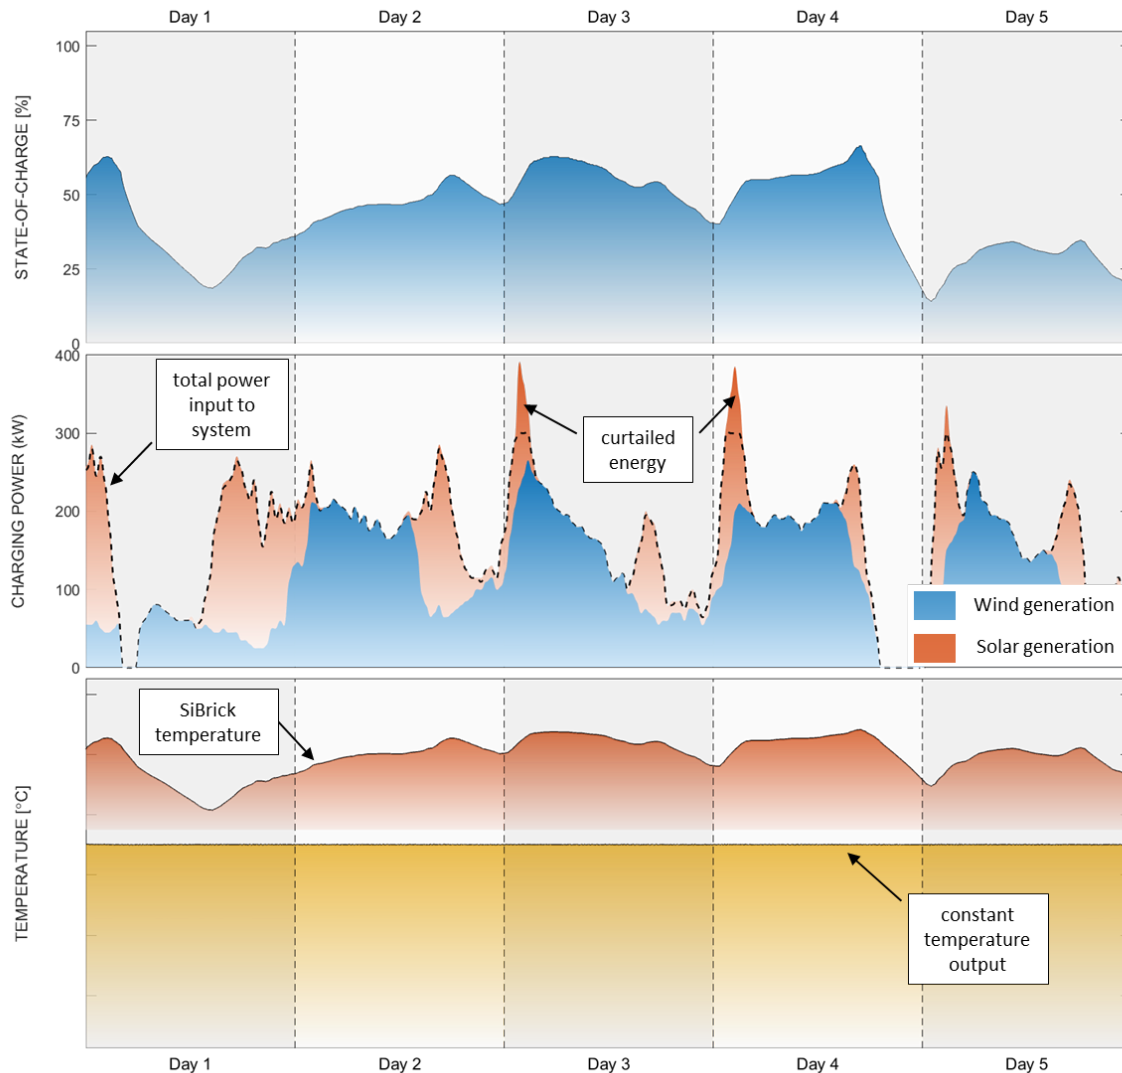 Day 1
Day 2
Day 3
Day 4
Day 5
STATE-OF-CHARGE [%]
100
75
50
25
0
CHARGING POWER (kW)
400
300
200
100
0
total power
input to
system
curtailed
energy
Wind generation
Solar generation
TEMPERATURE [°C]
SiBrick
temperature
constant
temperature
output
Day 1
Day 2
Day 3
Day 4
Day 5